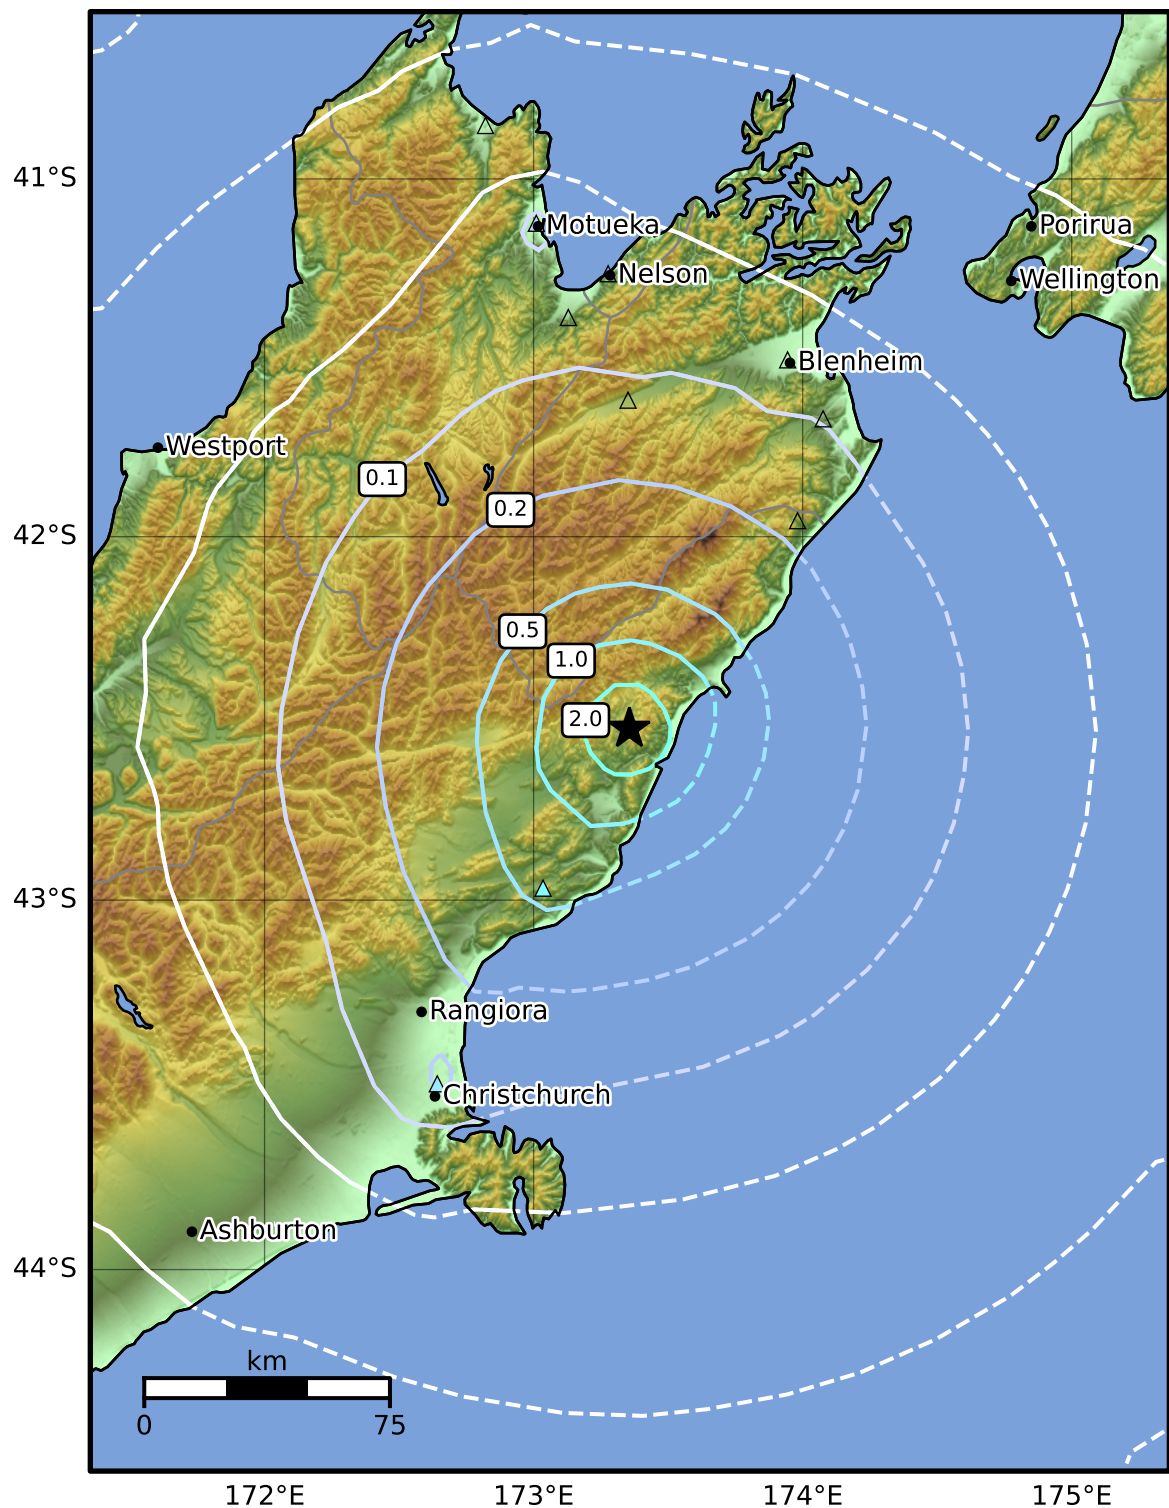 41°S
Motueka
Porirua
Nelson
Wellington
Blenheim
Westport
0.1
0.2
42°S
0.5
1.0
2.0
43°S
Rangiora
Christchurch
Ashburton
44°S
km
0 75
172°E 173°E 174°E 175°E